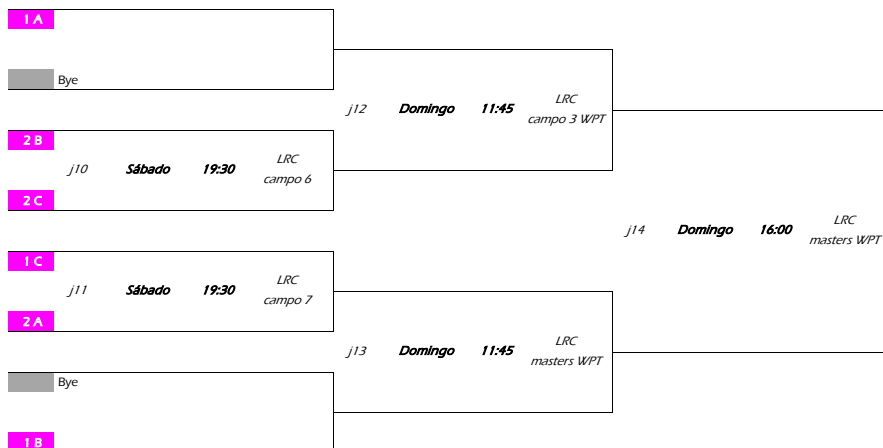 1 A
Bye
j12 Domingo 11:45 LRC
campo 3 WPT
2 B
j10 Sábado 19:30 LRC
campo 6
2 C
j14 Domingo 16:00 LRC
masters WPT
1 C
j11 Sábado 19:30 LRC
campo 7
2 A
j13 Domingo 11:45 LRC
masters WPT
Bye
1 B